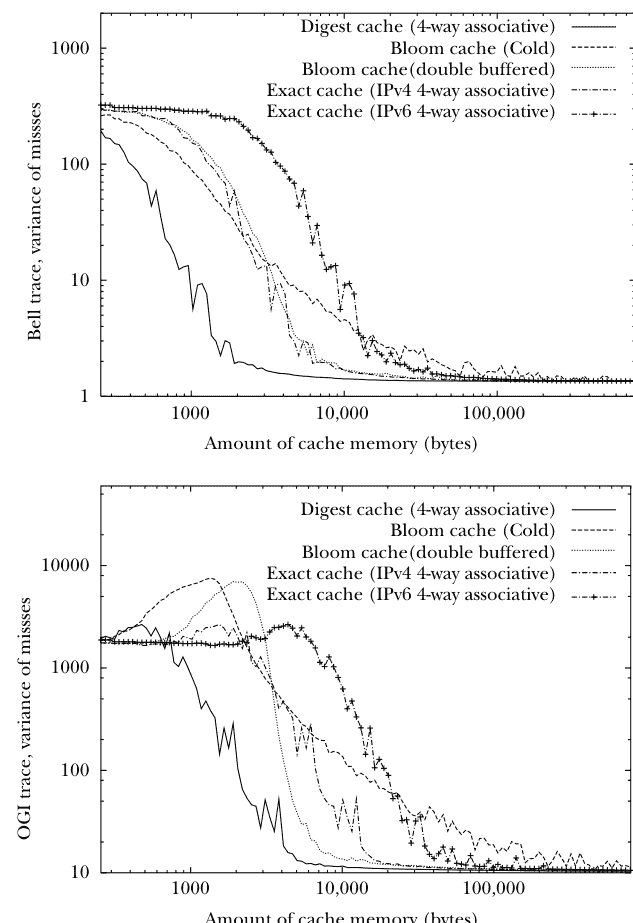 Digest cache (4-way associative)
1000
Bloom cache (Cold)
Bloom cache(double buffered)
Exact cache (IPv4 4-way associative)
Exact cache (IPv6 4-way associative)
Bell trace, variance of missses
100
10
1
1000 10,000 100,000
Amount of cache memory (bytes)
Digest cache (4-way associative)
Bloom cache (Cold)
Bloom cache(double buffered)
10000
Exact cache (IPv4 4-way associative)
Exact cache (IPv6 4-way associative)
OGI trace, variance of missses
1000
100
10
1000 10,000 100,000
Amount of cache memory (bytes)